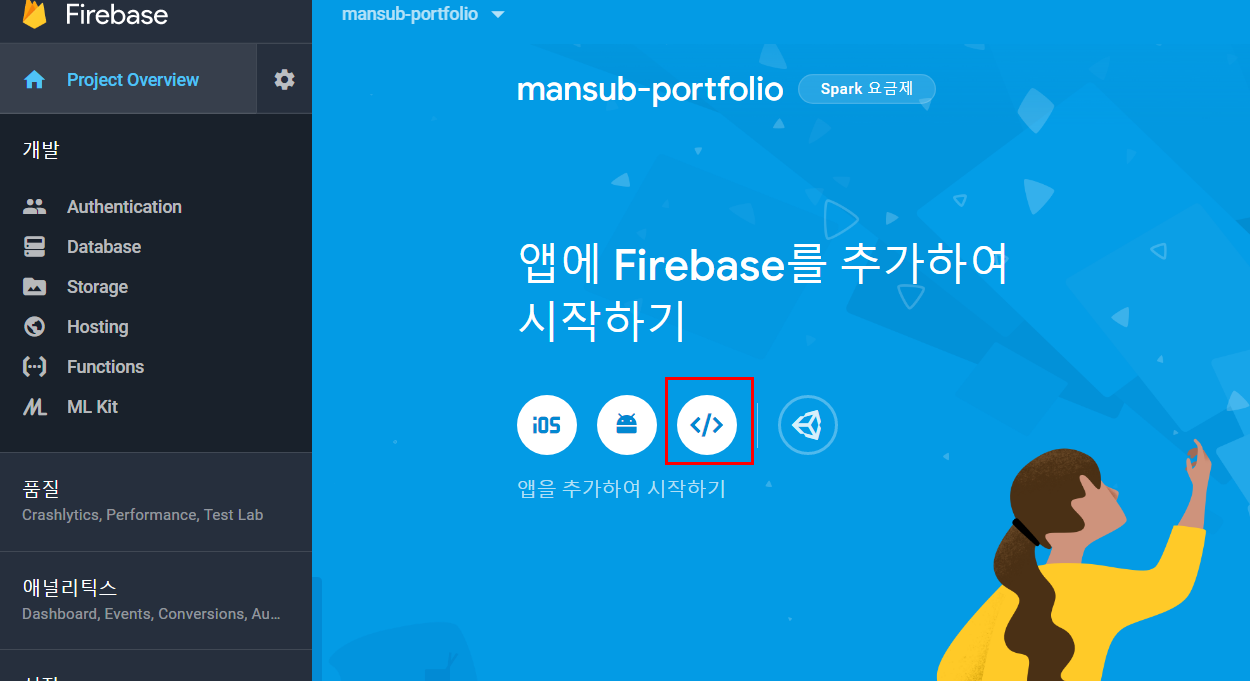 Firebase
mansub-portfolio
Project Overview
mansub-portfolio
Spark 요금제
개발
Authentication
Database
Storage
Hosting
Functions
ML Kit
앱에 Firebase를 추가하여
시작하기
iOS
</>
앱을 추가하여 시작하기
품질
Crashlytics, Performance, Test Lab
애널리틱스
Dashboard, Events, Conversions, Au...